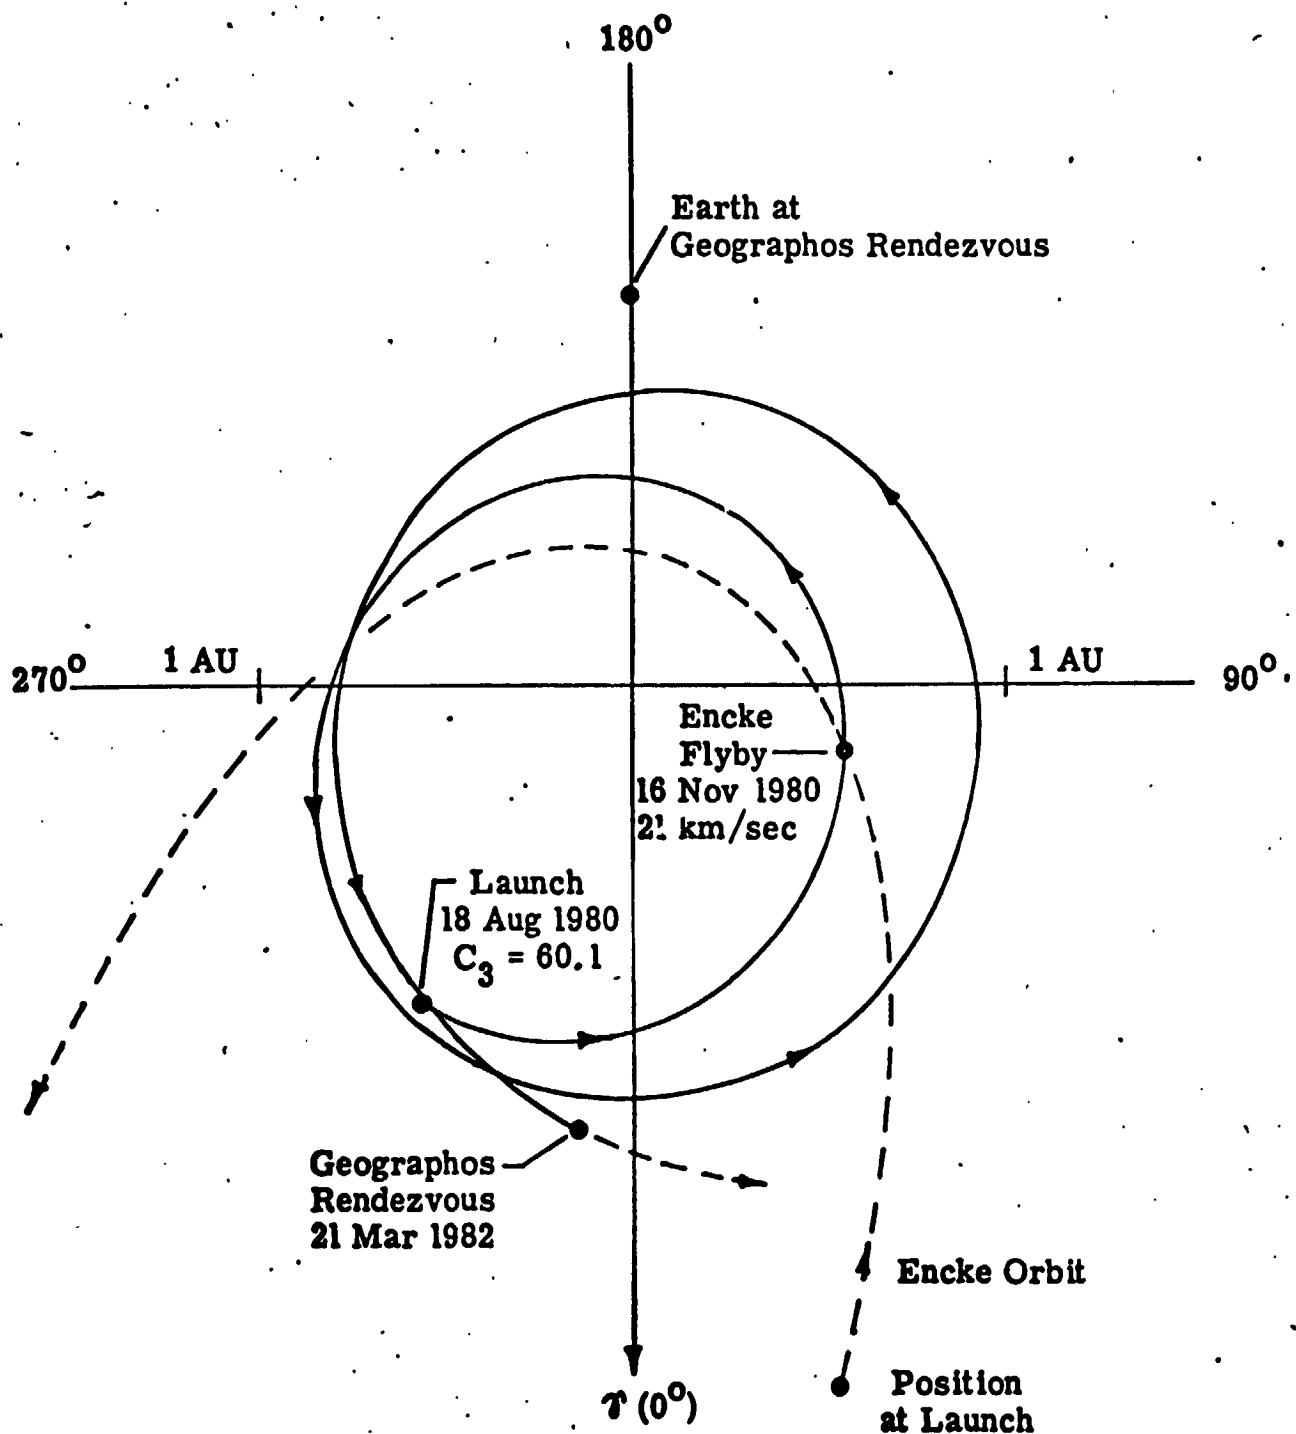 180°
Earth at
Geographos Rendezvous
270°
1 AU
1 AU
90°
Encke
Flyby
16 Nov 1980
21 km/sec
Launch
18 Aug 1980
C₃ = 60.1
Geographos
Rendezvous
21 Mar 1982
Encke Orbit
♈ (0°)
Position
at Launch